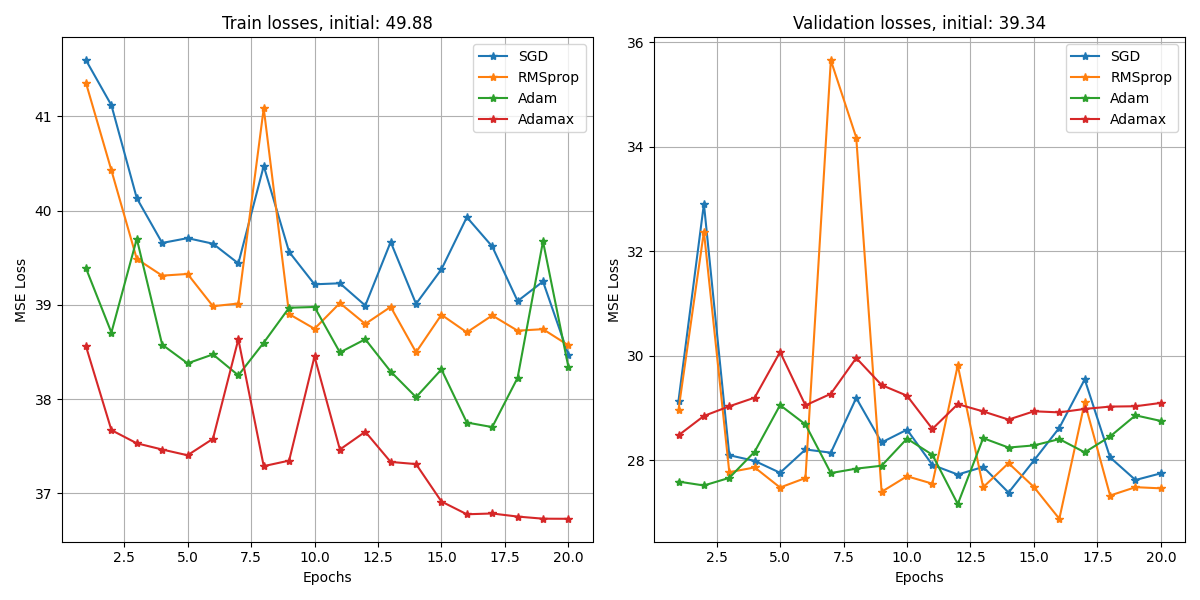 Train losses, initial: 49.88
MSE Loss
41
40
39
38
37
SGD
RMSprop
Adam
Adamax
2.5 5.0 7.5 10.0 12.5 15.0 17.5 20.0
Epochs
Validation losses, initial: 39.34
MSE Loss
36
34
32
30
28
SGD
RMSprop
Adam
Adamax
2.5 5.0 7.5 10.0 12.5 15.0 17.5 20.0
Epochs